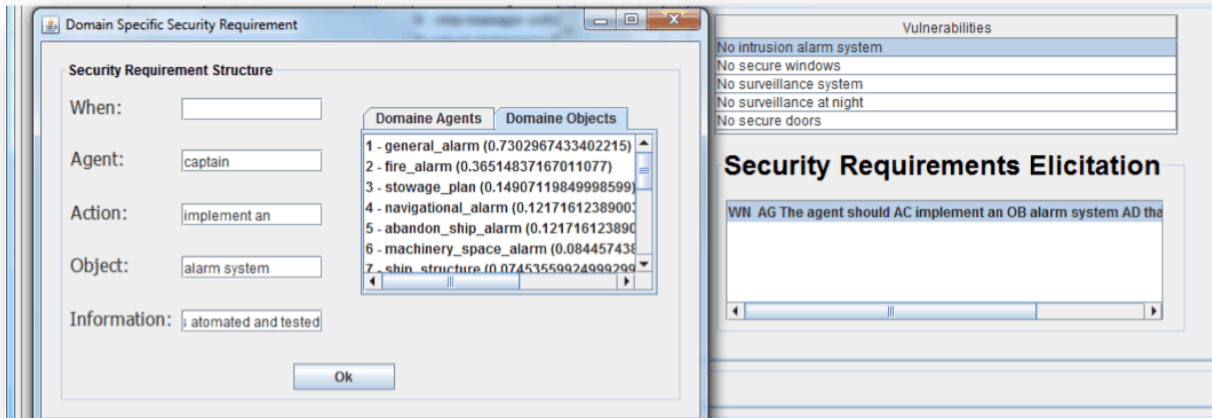 Domain Specific Security Requirement
Security Requirement Structure
When:
Agent: captain
Action: implement an
Object: alarm system
Information: atomated and tested
Ok
Domaine Agents Domaine Objects
1 - general_alarm (0.7302967433402215)
2 - fire_alarm (0.36514837167011077)
3 - stowage_plan (0.14907119849998599)
4 - navigational_alarm (0.1217161238900
5 - abandon_ship_alarm (0.121716123890
6 - machinery_space_alarm (0.084457438
7 - ship_structure (0.07453559924999299
Vulnerabilities
No intrusion alarm system
No secure windows
No surveillance system
No surveillance at night
No secure doors
Security Requirements Elicitation
WN AG The agent should AC implement an OB alarm system AD tha